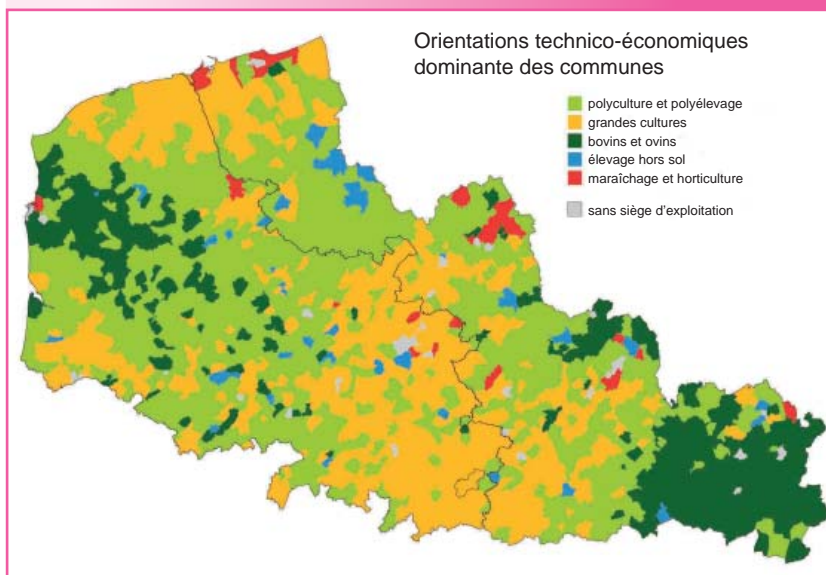 Orientations technico-économiques
dominante des communes
polyculture et polyélevage
grandes cultures
bovins et ovins
élevage hors sol
maraîchage et horticulture
sans siège d'exploitation